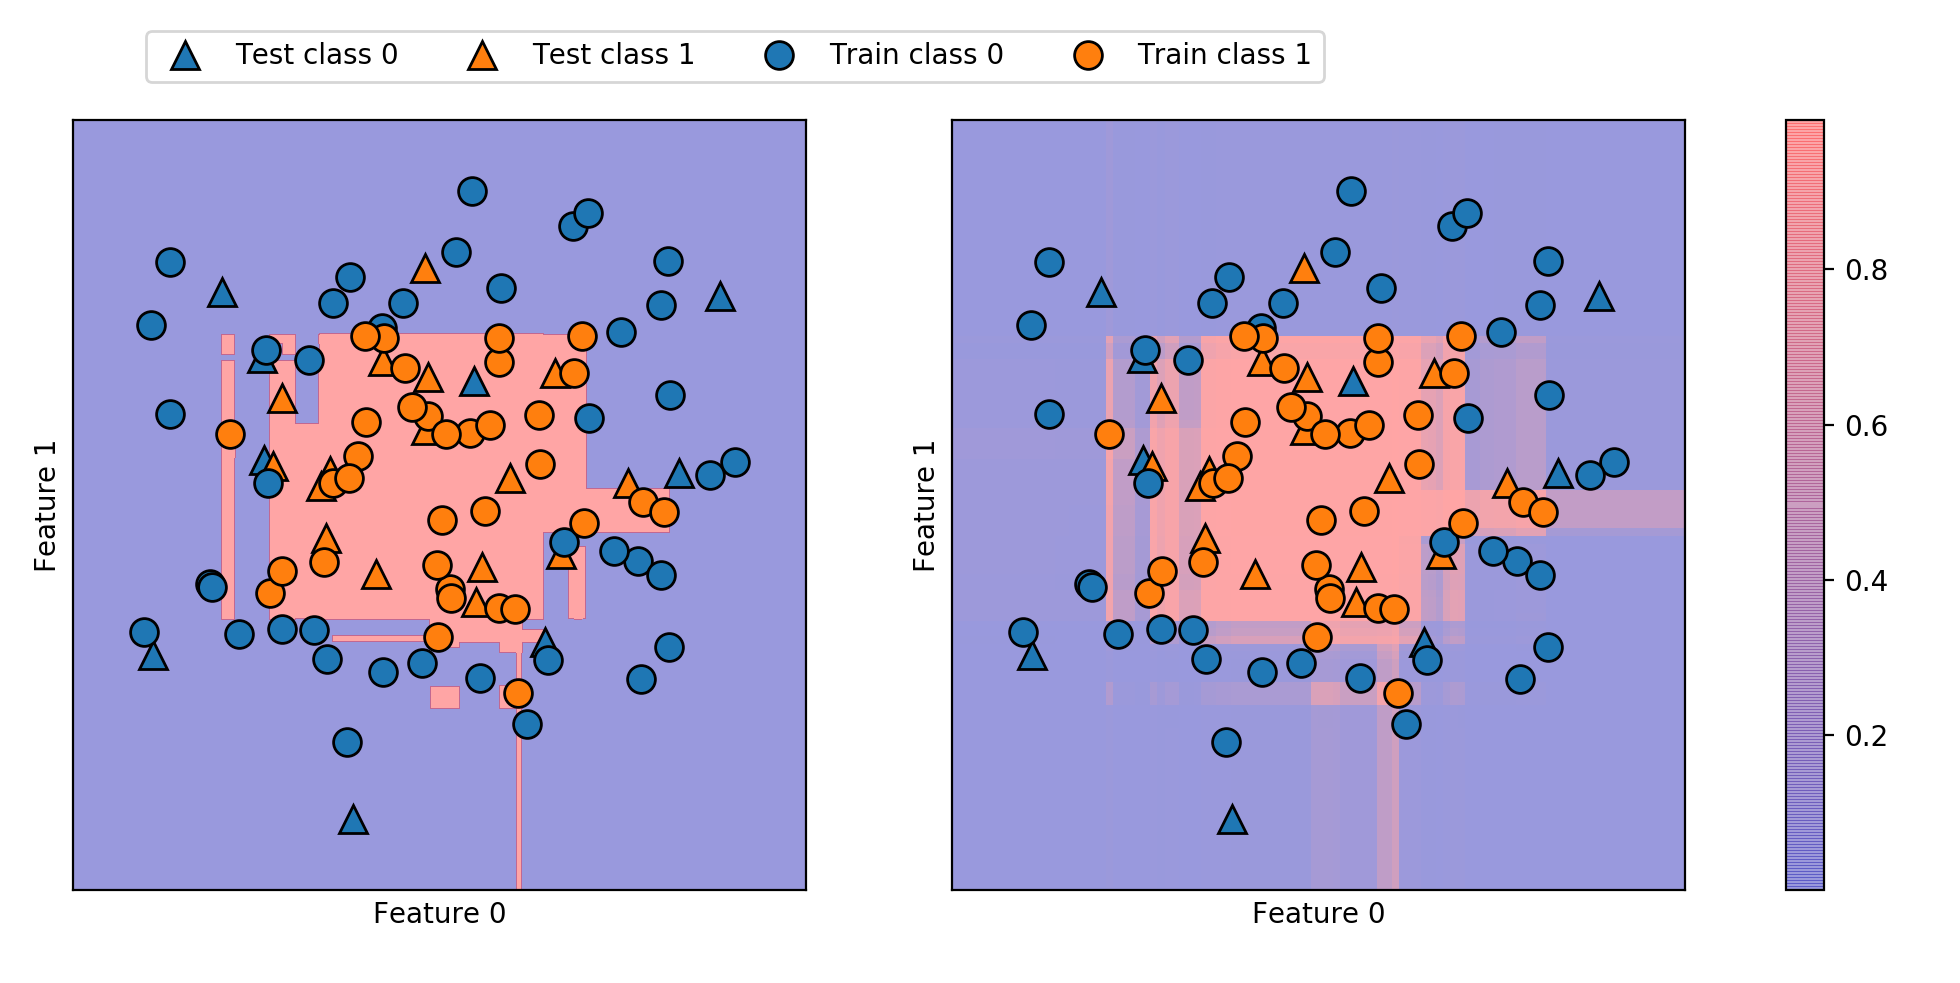 Test class 0 Test class 1 Train class 0 Train class 1
Feature 1
Feature 0
Feature 1
Feature 0
0.8
0.6
0.4
0.2